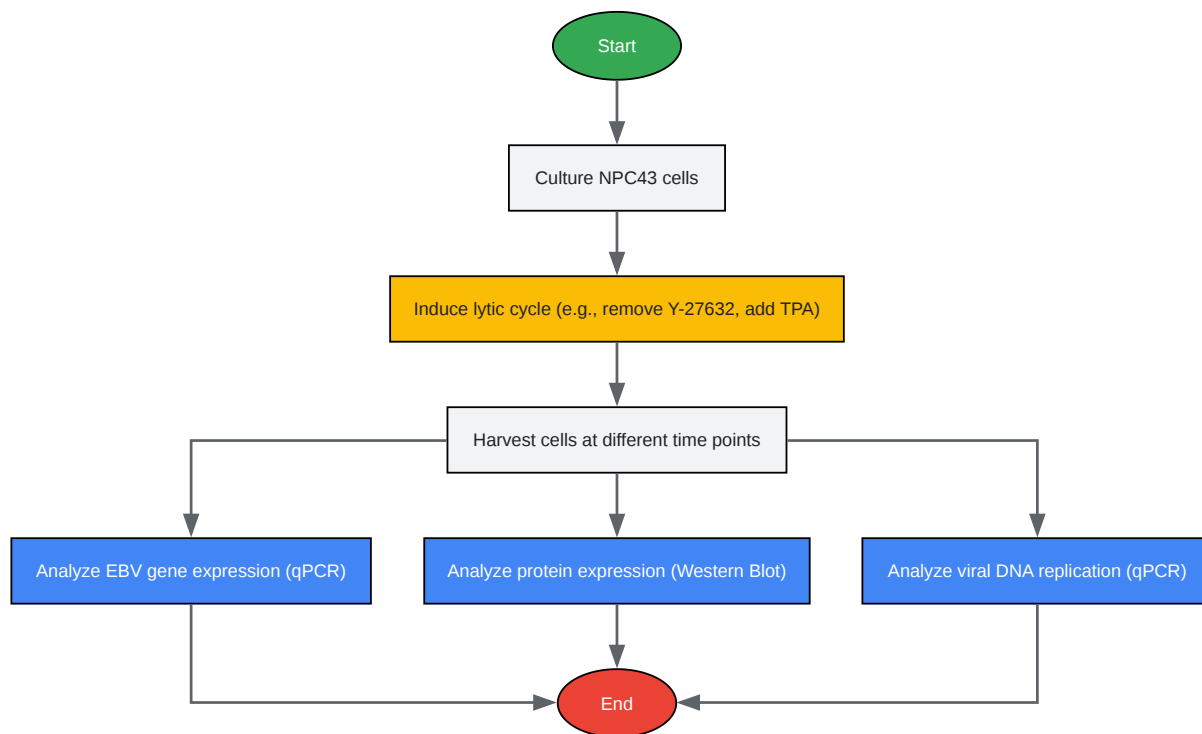 Start
Culture NPC43 cells
Induce lytic cycle (e.g., remove Y-27632, add TPA)
Harvest cells at different time points
Analyze EBV gene expression (qPCR)
Analyze protein expression (Western Blot)
Analyze viral DNA replication (qPCR)
End